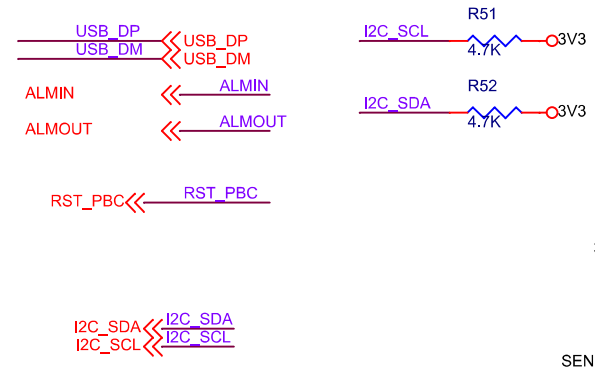 R51
USB_DP I2C_SCL
USB_DP 3V3
USB_DM 4.7K
USB_DM
R52
ALMIN
ALMIN I2C_SDA
3V3
ALMOUT 4.7K
ALMOUT
RST_PBC
RST_PBC
I2C_SDA
I2C_SDA
I2C_SCL
I2C_SCL
SEN